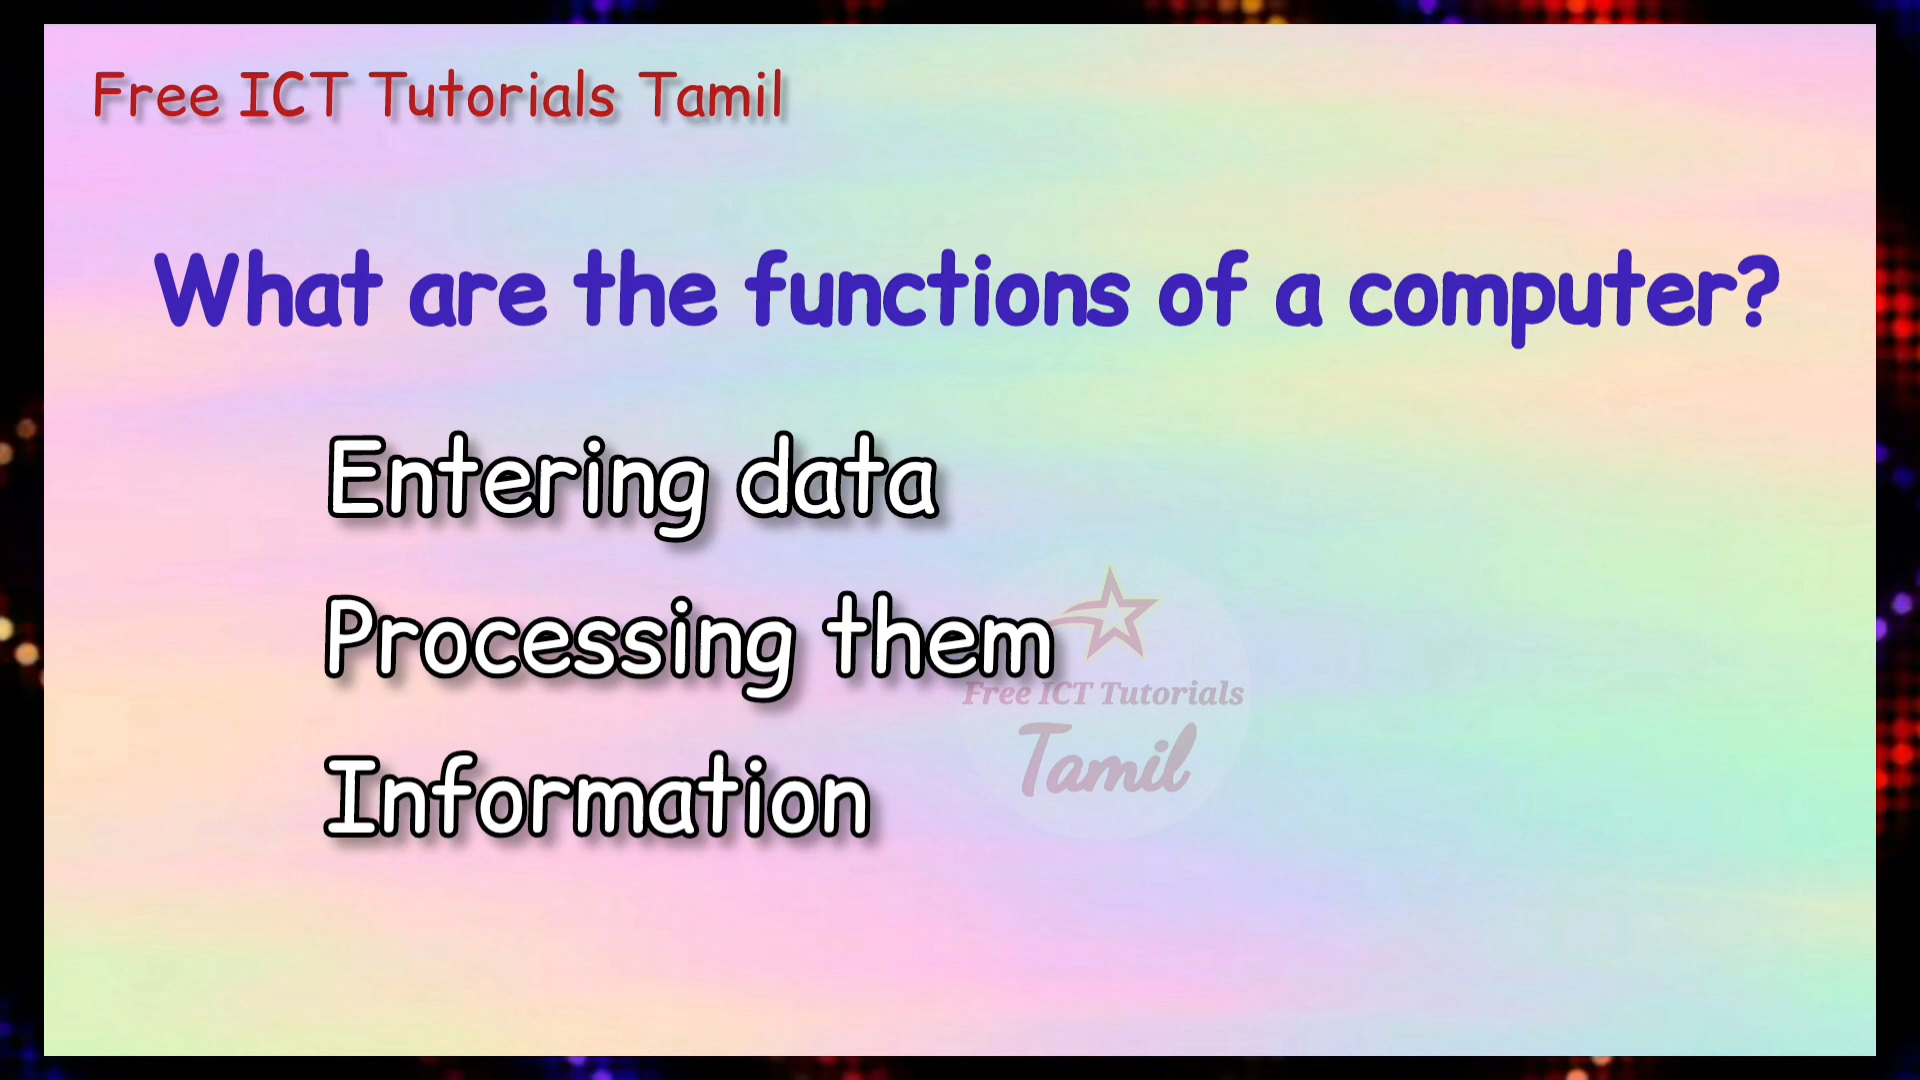 Free ICT Tutorials Tamil
What are the functions of a computer?
Entering data
Processing them
Information
Free ICT Tutorials
Tamil